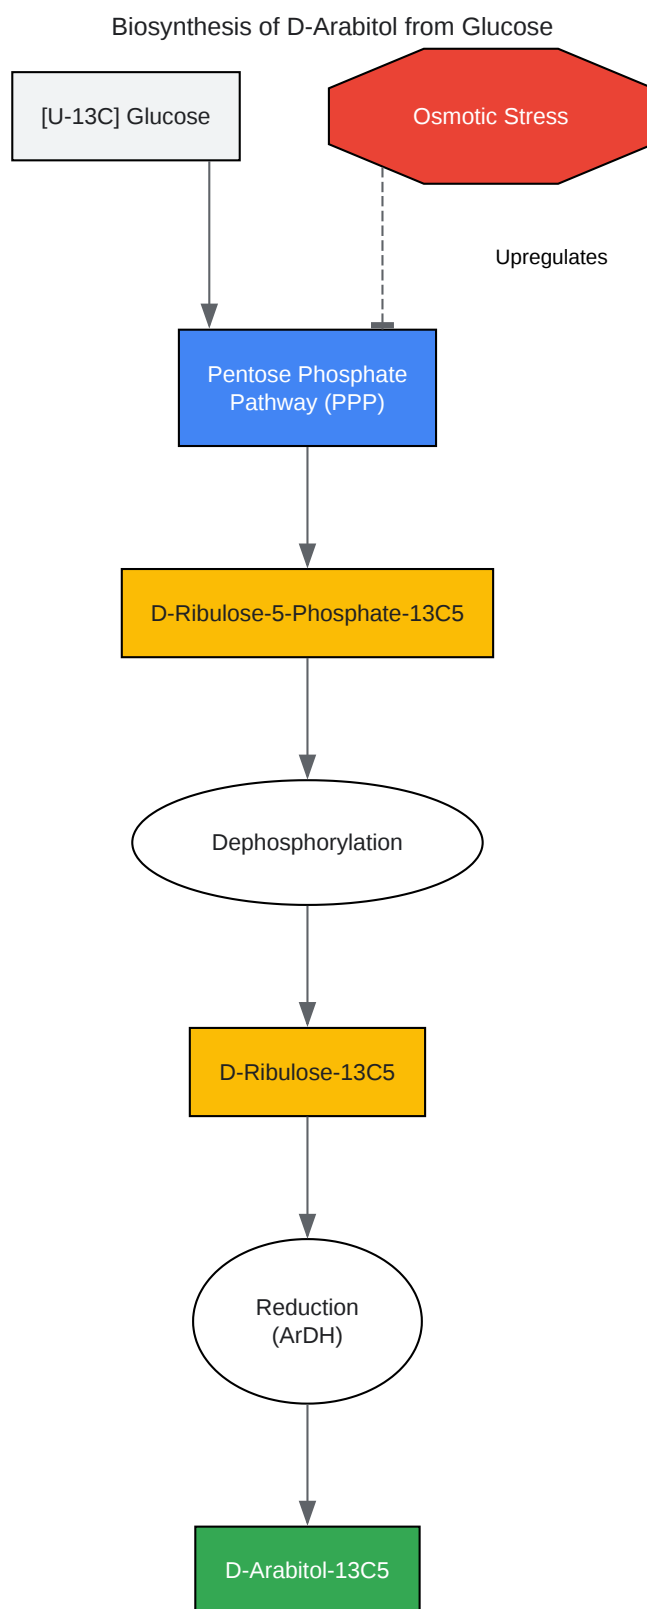 Biosynthesis of D-Arabitol from Glucose
[U-13C] Glucose
Osmotic Stress
Upregulates
Pentose Phosphate
Pathway (PPP)
D-Ribulose-5-Phosphate-13C5
Dephosphorylation
D-Ribulose-13C5
Reduction
(ArDH)
D-Arabitol-13C5